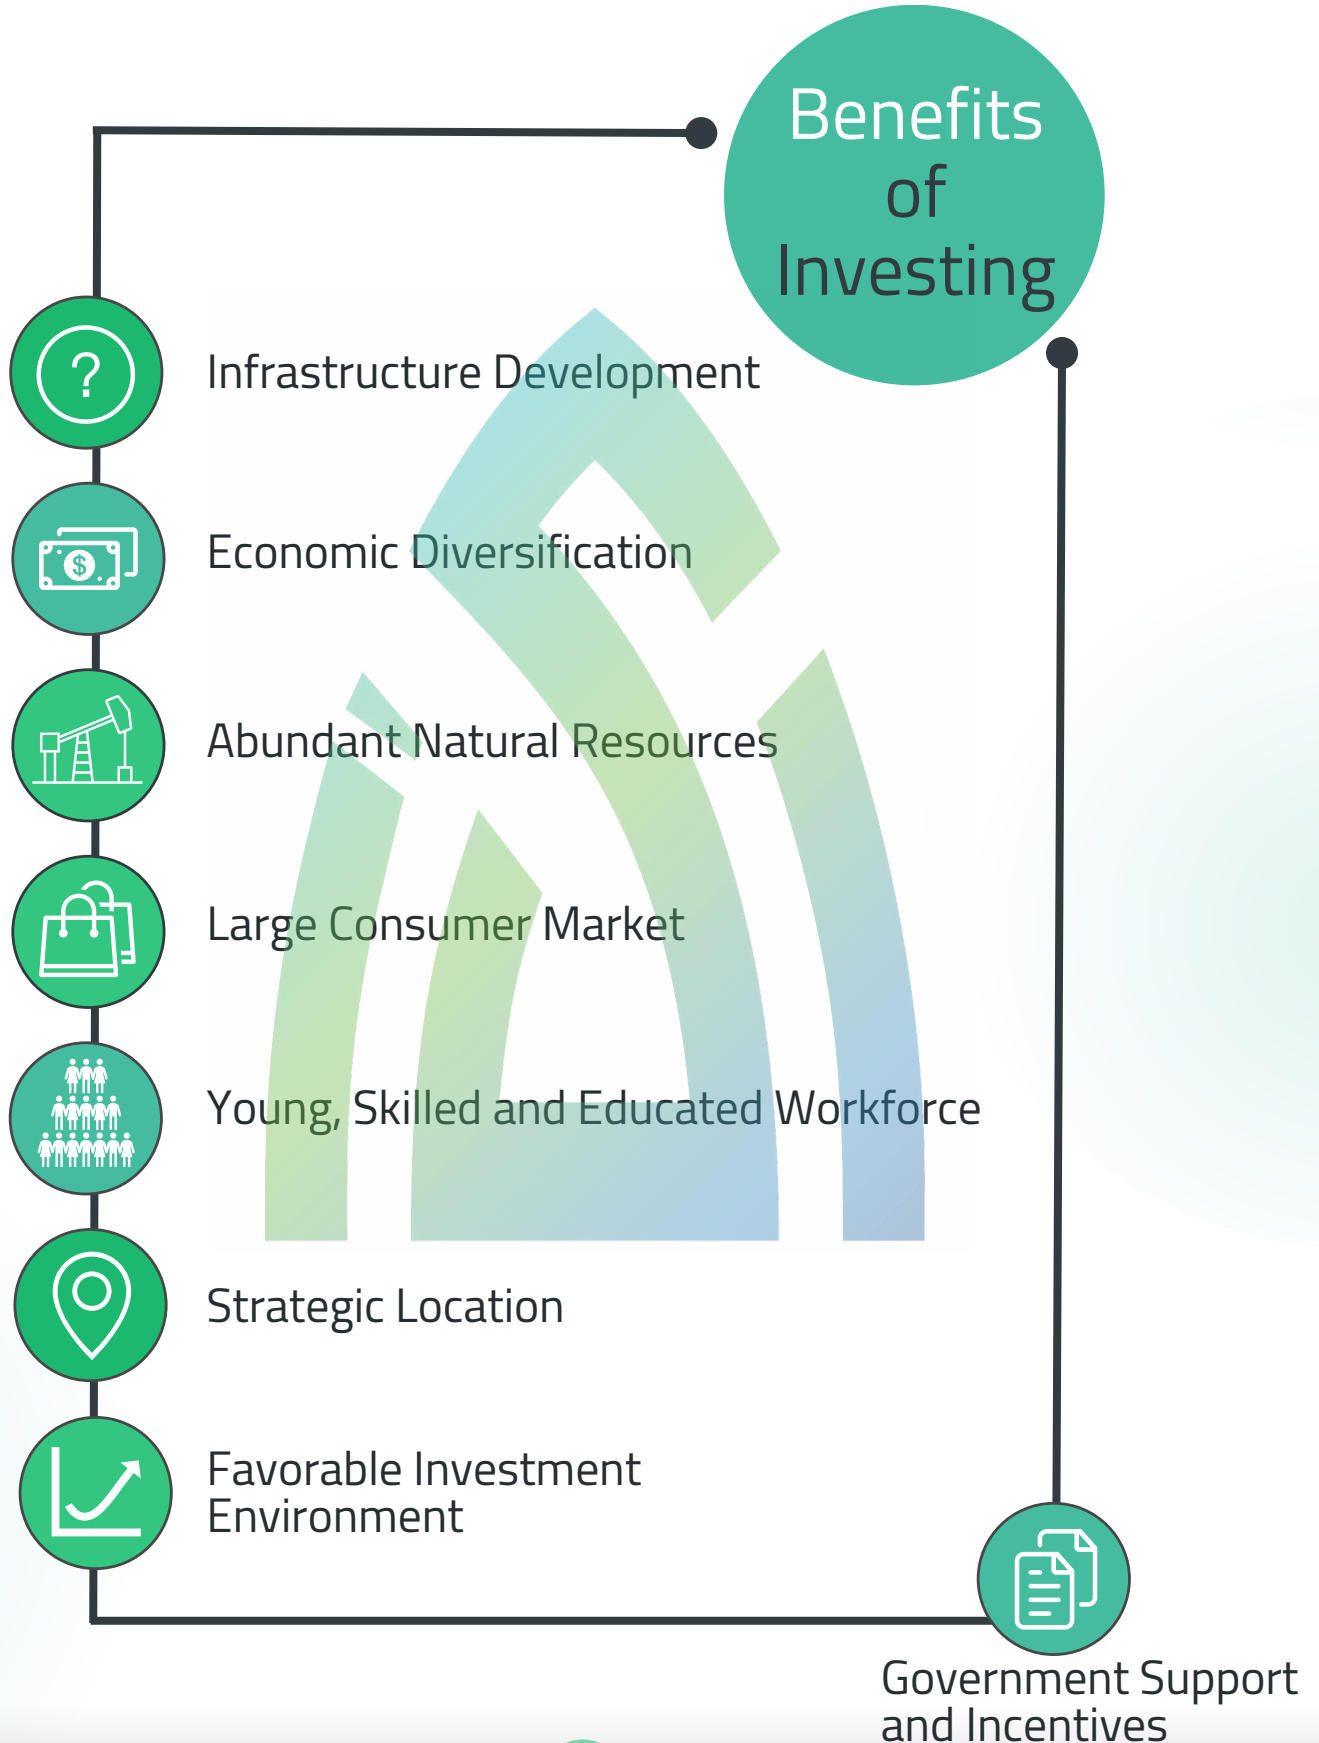 Benefits
of
Investing
?
Infrastructure Development
$
Economic Diversification
Abundant Natural Resources
Large Consumer Market
Young, Skilled and Educated Workforce
Strategic Location
Favorable Investment
Environment
Government Support
and Incentives